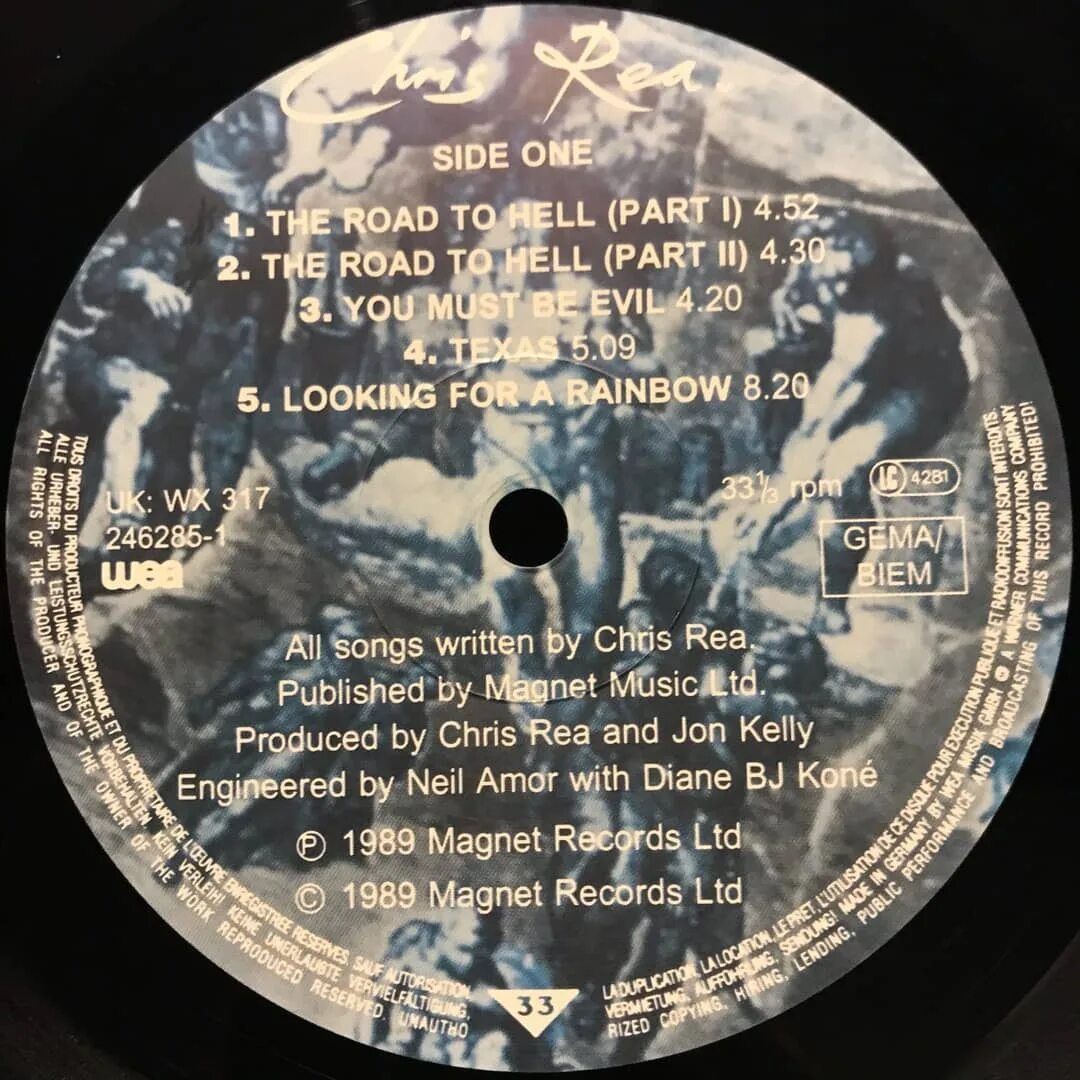 Chris Rea.
SIDE ONE
1. THE ROAD TO HELL (PART I) 4.52
2. THE ROAD TO HELL (PART II) 4.30
3. YOU MUST BE EVIL 4.20
4. TEXAS 5.09
5. LOOKING FOR A RAINBOW 8.20
UK: WX 317
246285-1
wea
33⅓ rpm
LC 4281
GEMA/
BIEM
All songs written by Chris Rea.
Published by Magnet Music Ltd.
Produced by Chris Rea and Jon Kelly
Engineered by Neil Amor with Diane BJ Koné
Ⓟ 1989 Magnet Records Ltd
© 1989 Magnet Records Ltd
33
TOUS DROITS DU PRODUCTEUR PHONOGRAPHIQUE ET DU PROPRIETAIRE DE L'ŒUVRE ENREGISTREE RESERVES. SAUF AUTORISATION, LA DUPLICATION, LA LOCATION, LE PRET, L'UTILISATION DE CE DISQUE POUR EXECUTION PUBLIQUE ET RADIODIFFUSION SONT INTERDITS.
ALLE URHEBER- UND LEISTUNGSSCHUTZRECHTE VORBEHALTEN. KEIN VERLEIH! KEINE UNERLAUBTE VERVIELFÄLTIGUNG, VERMIETUNG, AUFFÜHRUNG, SENDUNG! MADE IN GERMANY BY WEA MUSIK GMBH A WARNER COMMUNICATIONS COMPANY
ALL RIGHTS OF THE PRODUCER AND OF THE OWNER OF THE WORK REPRODUCED RESERVED. UNAUTHORIZED COPYING, HIRING, LENDING, PUBLIC PERFORMANCE AND BROADCASTING OF THIS RECORD PROHIBITED!